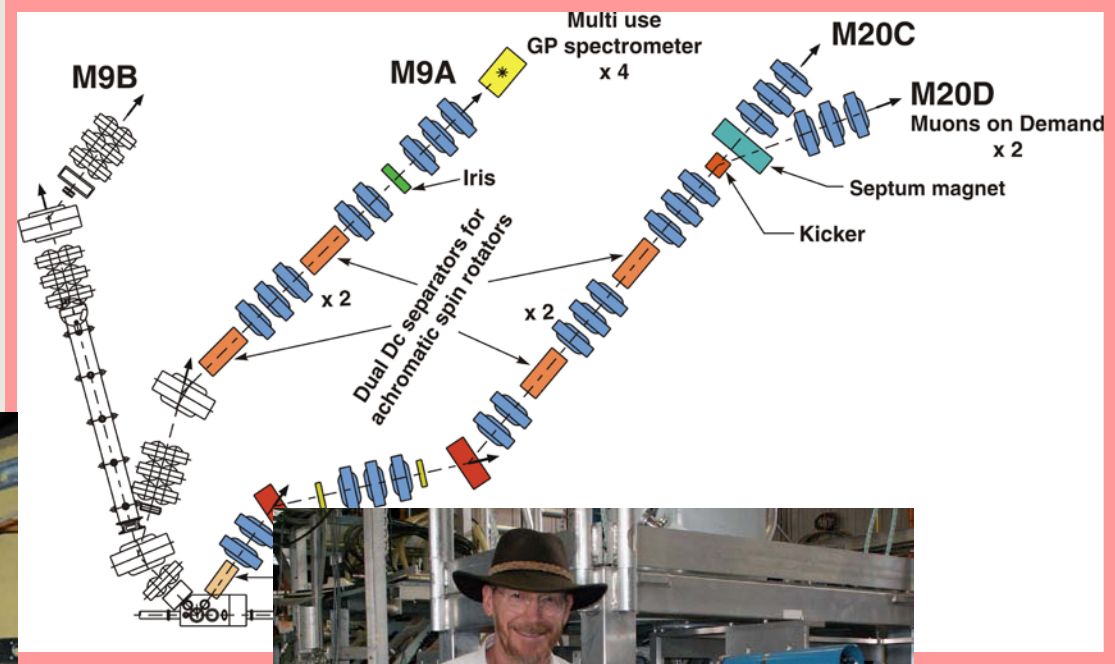 Multi use
GP spectrometer
x 4
M9B
M9A
M20C
M20D
Muons on Demand
x 2
Iris
Septum magnet
Kicker
x 2
x 2
Dual Dc separators for
achromatic spin rotators